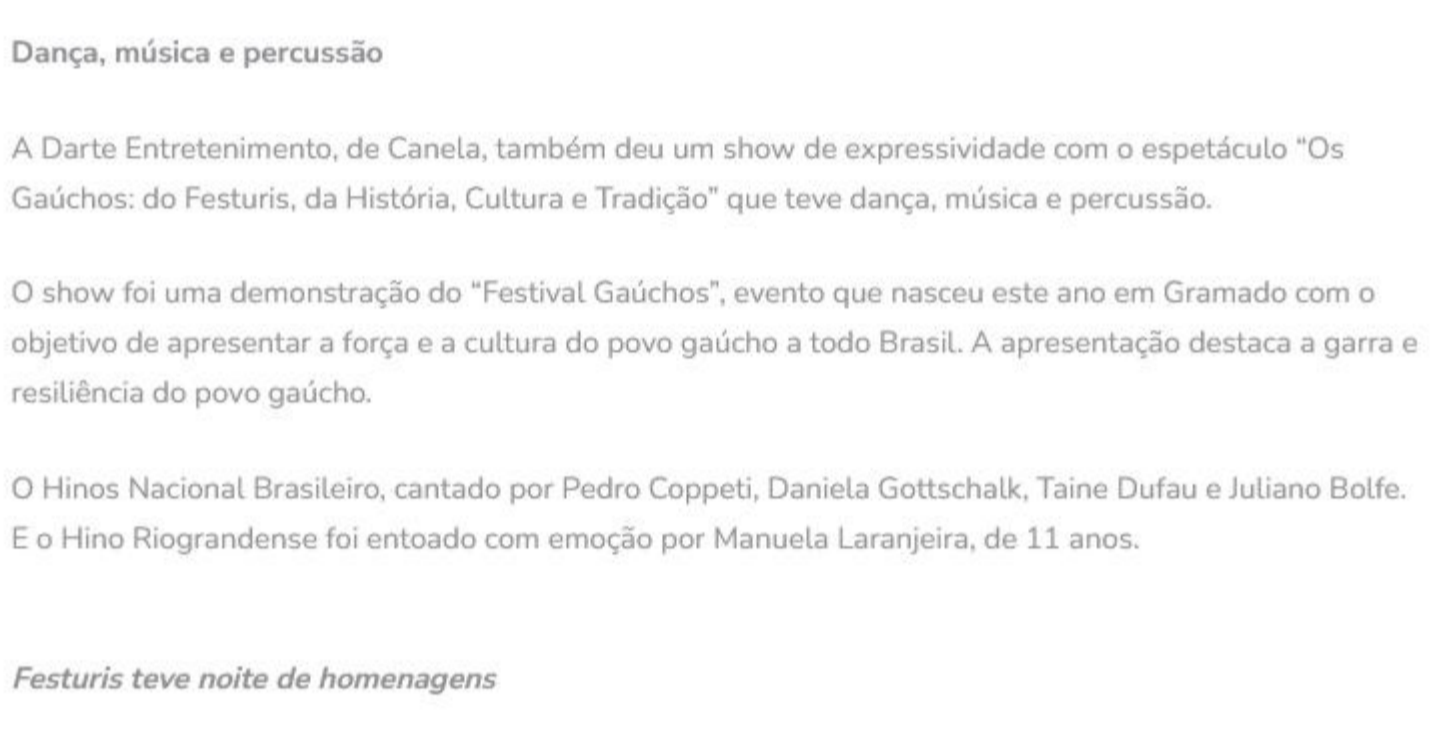 Dança, música e percussão
A Darte Entretenimento, de Canela, também deu um show de expressividade com o espetáculo “Os
Gaúchos: do Festuris, da História, Cultura e Tradição” que teve dança, música e percussão.
O show foi uma demonstração do “Festival Gaúchos”, evento que nasceu este ano em Gramado com o
objetivo de apresentar a força e a cultura do povo gaúcho a todo Brasil. A apresentação destaca a garra e
resiliência do povo gaúcho.
O Hinos Nacional Brasileiro, cantado por Pedro Coppeti, Daniela Gottschalk, Taine Dufau e Juliano Bolfe.
E o Hino Riograndense foi entoado com emoção por Manuela Laranjeira, de 11 anos.
Festuris teve noite de homenagens